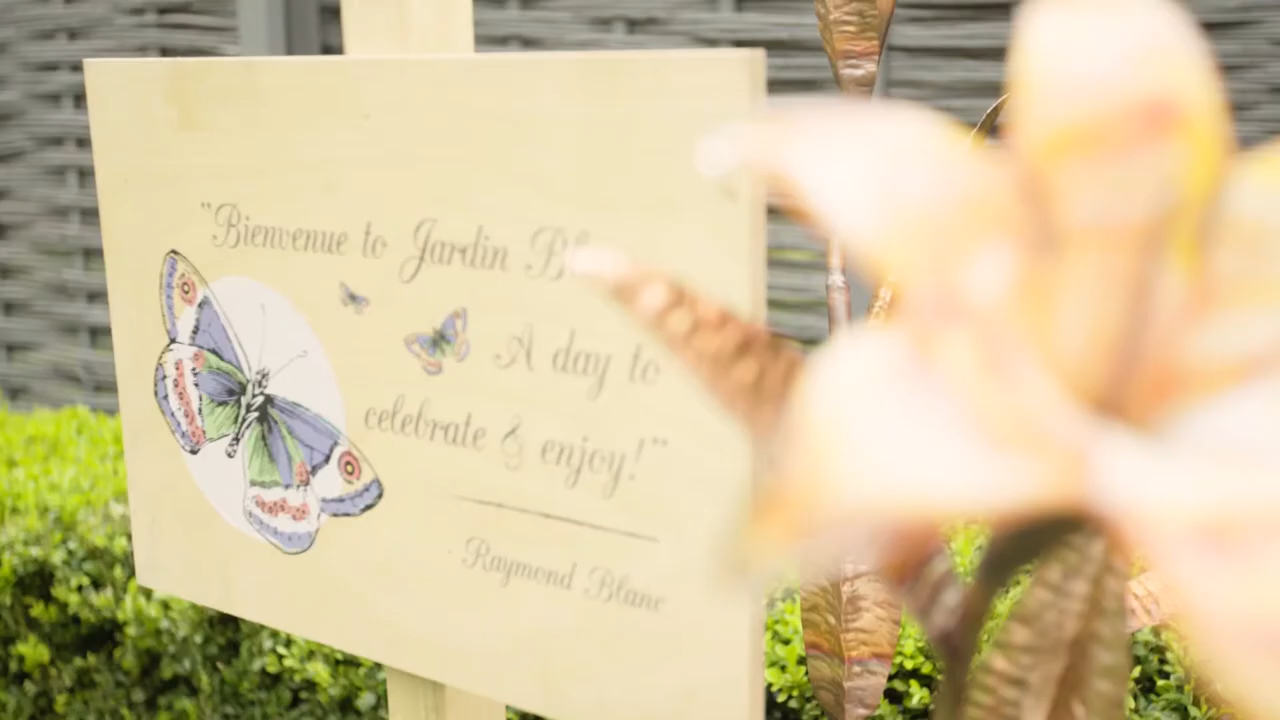 "Bienvenue to Jardin
A day to
celebrate & enjoy!"
Raymond Blanc